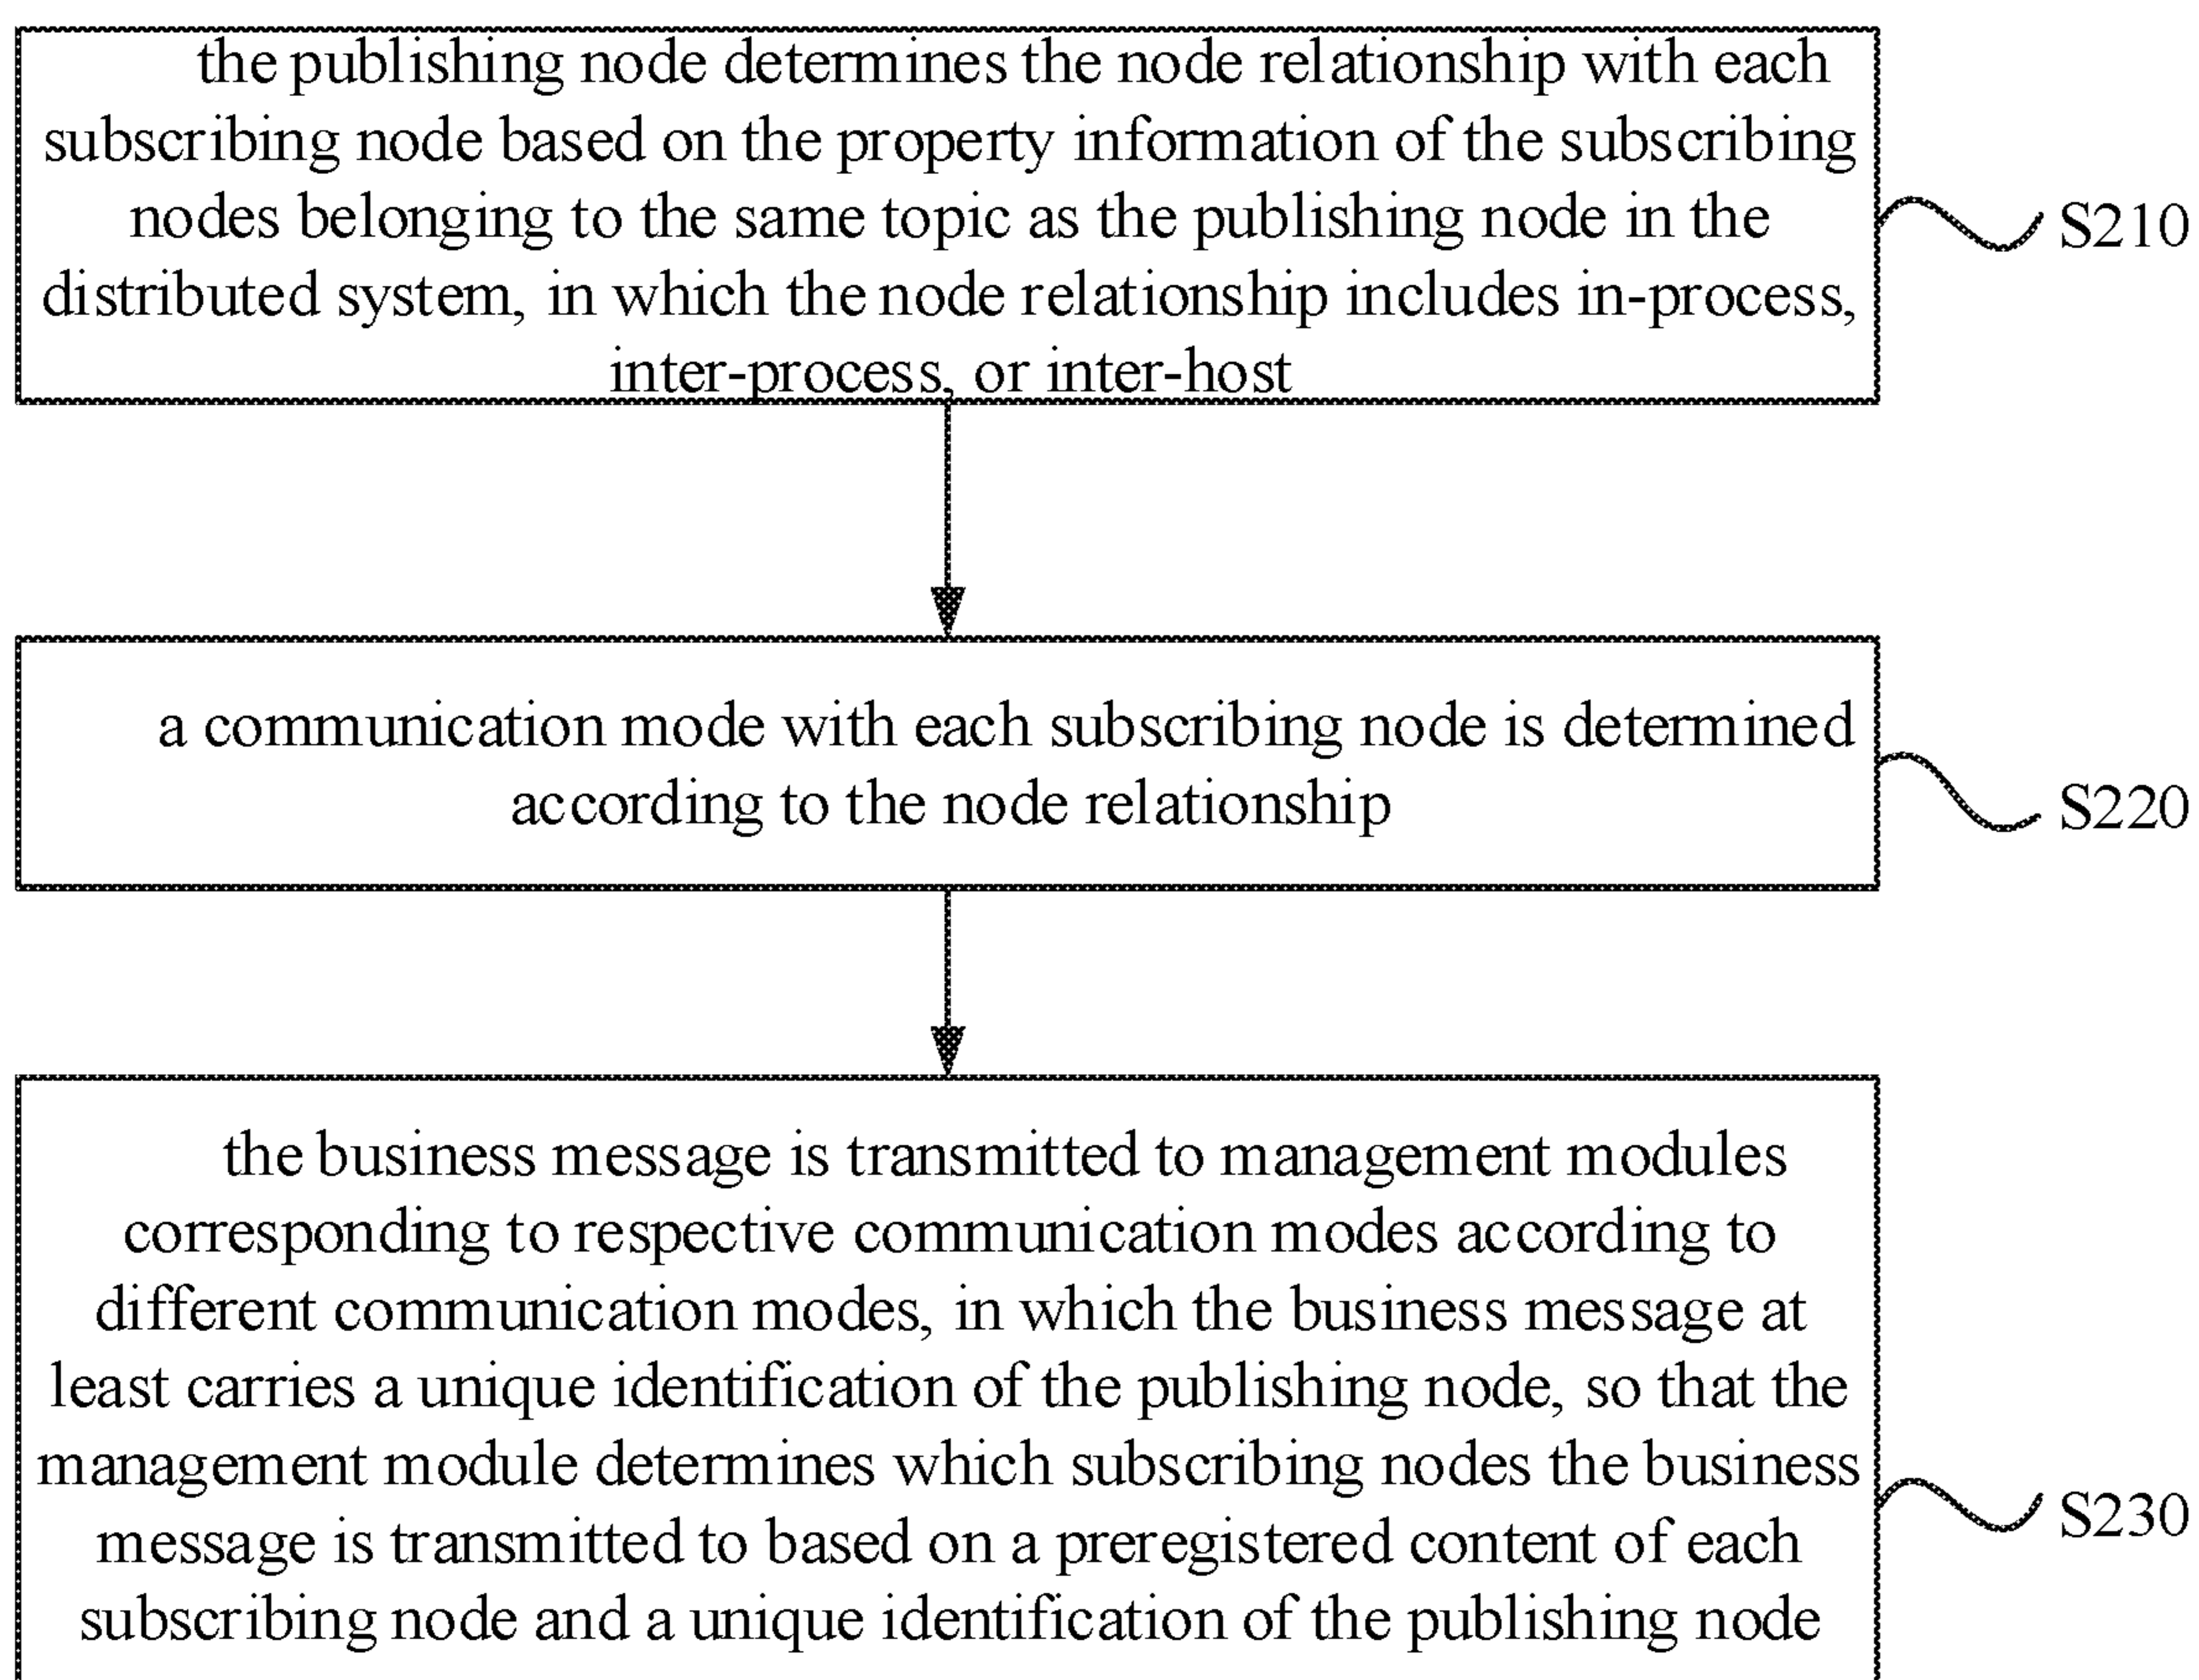 the publishing node determines the node relationship with each
subscribing node based on the property information of the subscribing
nodes belonging to the same topic as the publishing node in the
distributed system, in which the node relationship includes in-process,
inter-process, or inter-host
S210
a communication mode with each subscribing node is determined
according to the node relationship
S220
the business message is transmitted to management modules
corresponding to respective communication modes according to
different communication modes, in which the business message at
least carries a unique identification of the publishing node, so that the
management module determines which subscribing nodes the business
message is transmitted to based on a preregistered content of each
subscribing node and a unique identification of the publishing node
S230